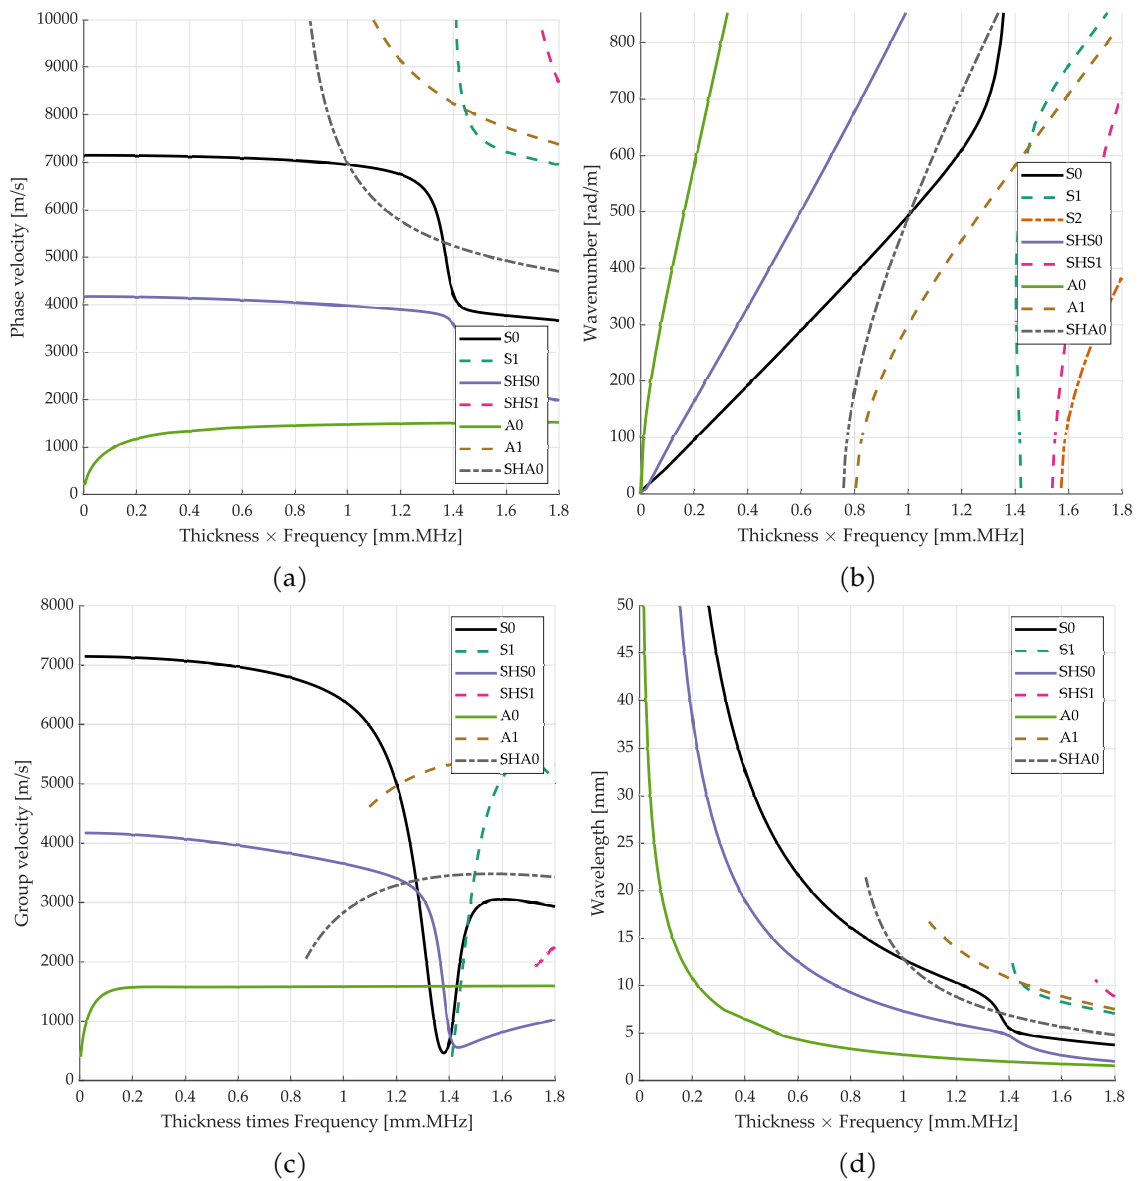 10000
9000
8000
7000
6000
5000
4000
3000
2000
1000
0
Phase velocity [m/s]
0 0.2 0.4 0.6 0.8 1 1.2 1.4 1.6 1.8
Thickness × Frequency [mm.MHz]
S0
S1
SHS0
SHS1
A0
A1
SHA0
(a)
800
700
600
500
400
300
200
100
0
Wavenumber [rad/m]
0 0.2 0.4 0.6 0.8 1 1.2 1.4 1.6 1.8
Thickness × Frequency [mm.MHz]
S0
S1
S2
SHS0
SHS1
A0
A1
SHA0
(b)
8000
7000
6000
5000
4000
3000
2000
1000
0
Group velocity [m/s]
0 0.2 0.4 0.6 0.8 1 1.2 1.4 1.6 1.8
Thickness times Frequency [mm.MHz]
S0
S1
SHS0
SHS1
A0
A1
SHA0
(c)
50
45
40
35
30
25
20
15
10
5
0
Wavelength [mm]
0 0.2 0.4 0.6 0.8 1 1.2 1.4 1.6 1.8
Thickness × Frequency [mm.MHz]
S0
S1
SHS0
SHS1
A0
A1
SHA0
(d)